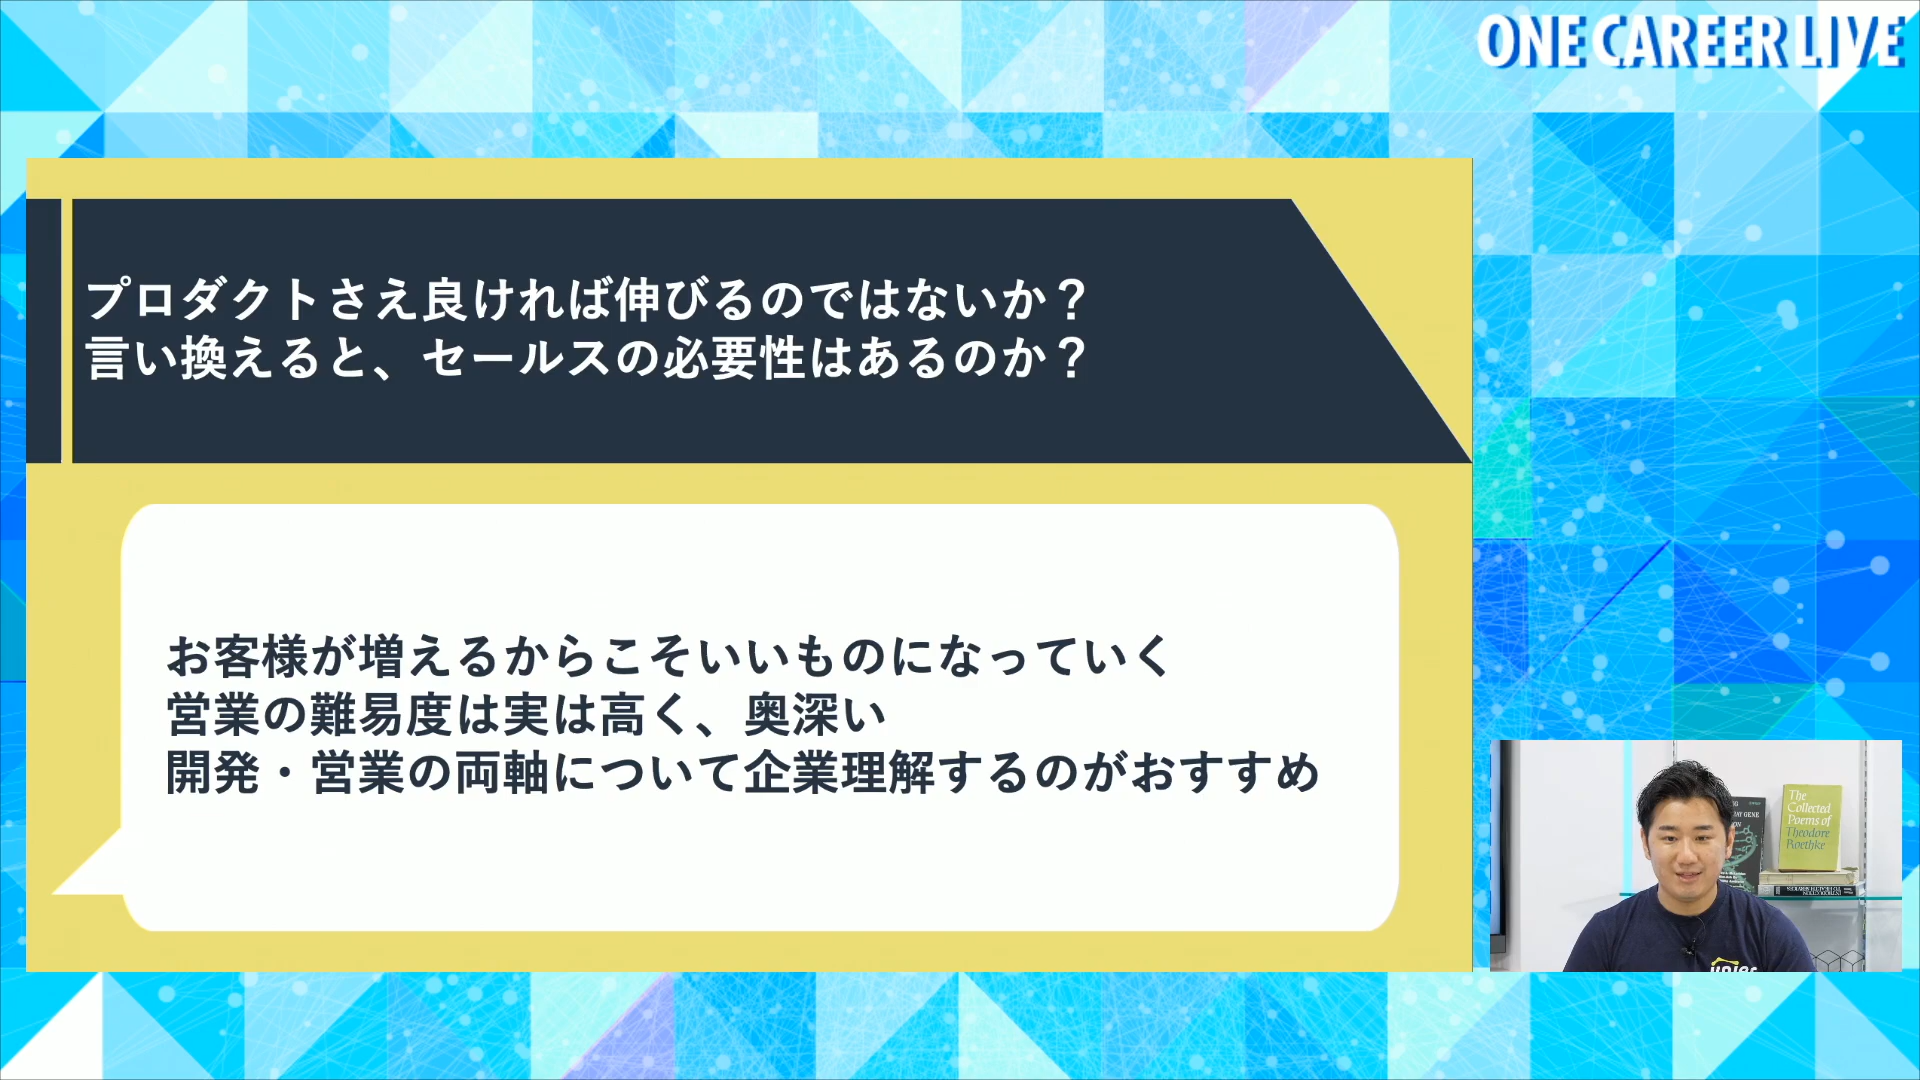 ONE CAREER LIVE
プロダクトさえ良ければ伸びるのではないか？
言い換えると、セールスの必要性はあるのか？
お客様が増えるからこそいいものになっていく
営業の難易度は実は高く、奥深い
開発・営業の両軸について企業理解するのがおすすめ
The
Collected
Poems of
Theodore
Roethke